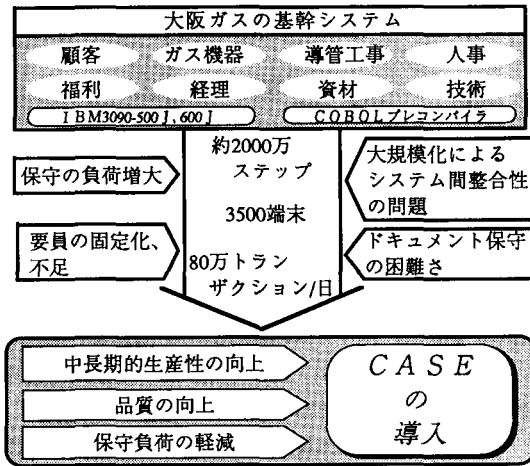 大阪ガスの基幹システム
顧客 ガス機器 導管工事 人事
福利 経理 資材 技術
IBM3090-500J,600J COBOLプレコンパイラ
保守の負荷増大
要員の固定化、
不足
約2000万
ステップ
3500端末
80万トラン
ザクション/日
大規模化による
システム間整合性
の問題
ドキュメント保守
の困難さ
中長期的生産性の向上
品質の向上
保守負荷の軽減
CASE
の
導入